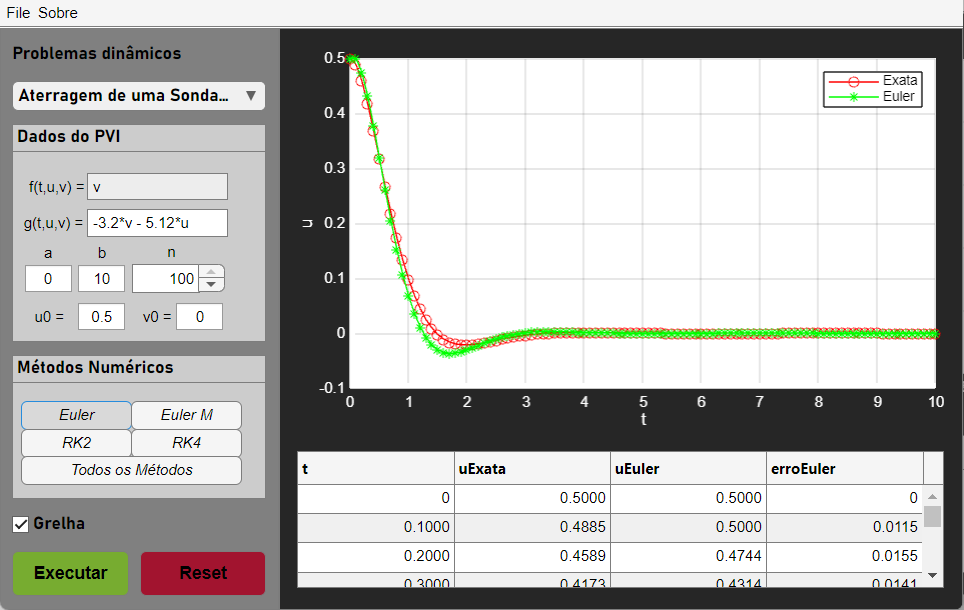 File Sobre
Problemas dinâmicos
Aterragem de uma Sonda...
Dados do PVI
f(t,u,v) = v
g(t,u,v) = -3.2*v - 5.12*u
a b n
0 10 100
u0 = 0.5 v0 = 0
Métodos Numéricos
Euler Euler M
RK2 RK4
Todos os Métodos
Grelha
Executar Reset
0.5
0.4
0.3
0.2
0.1
0
-0.1
u
0 1 2 3 4 5 6 7 8 9 10
t
Exata
Euler
t uExata uEuler erroEuler
0 0.5000 0.5000 0
0.1000 0.4885 0.5000 0.0115
0.2000 0.4589 0.4744 0.0155
0.3000 0.4173 0.4314 0.0141